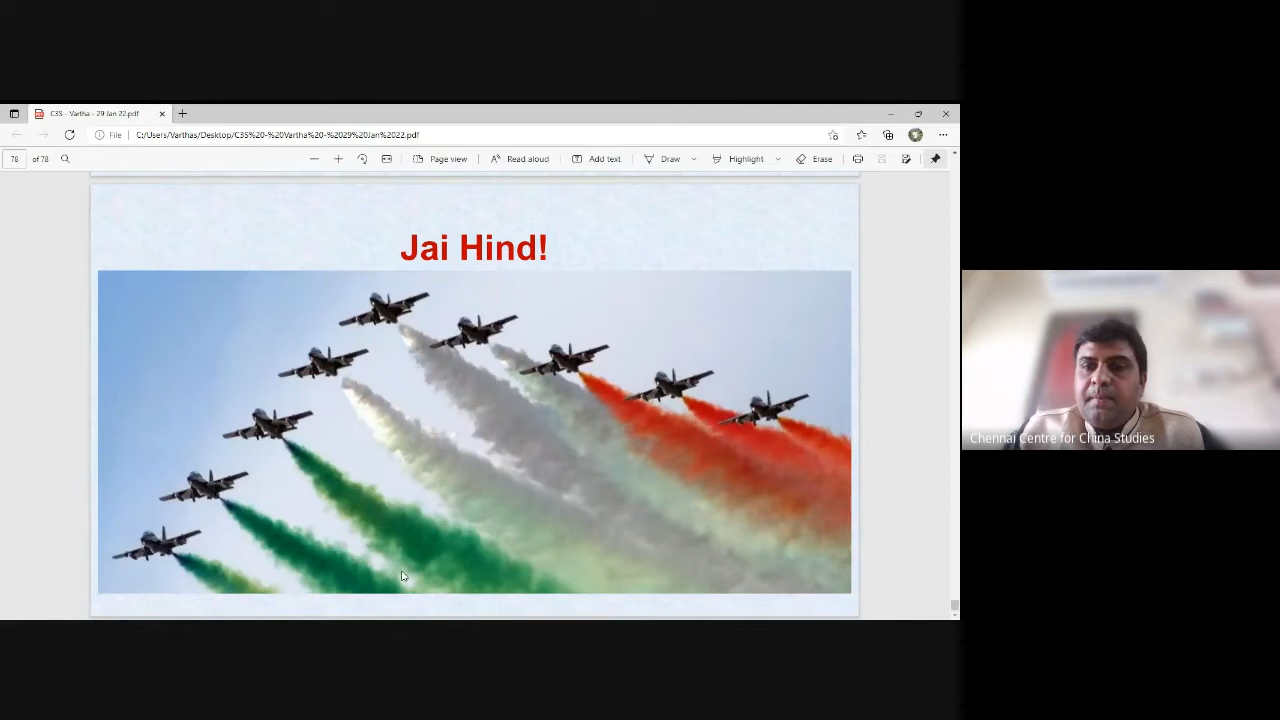 C3S - Vartha - 29 Jan 22.pdf
File C:/Users/Varthas/Desktop/C3S%20-%20Vartha%20-%2029%20Jan%2022.pdf
78 of 78 Page view Read aloud Add text Draw Highlight Erase
Jai Hind!
Chennai Centre for China Studies